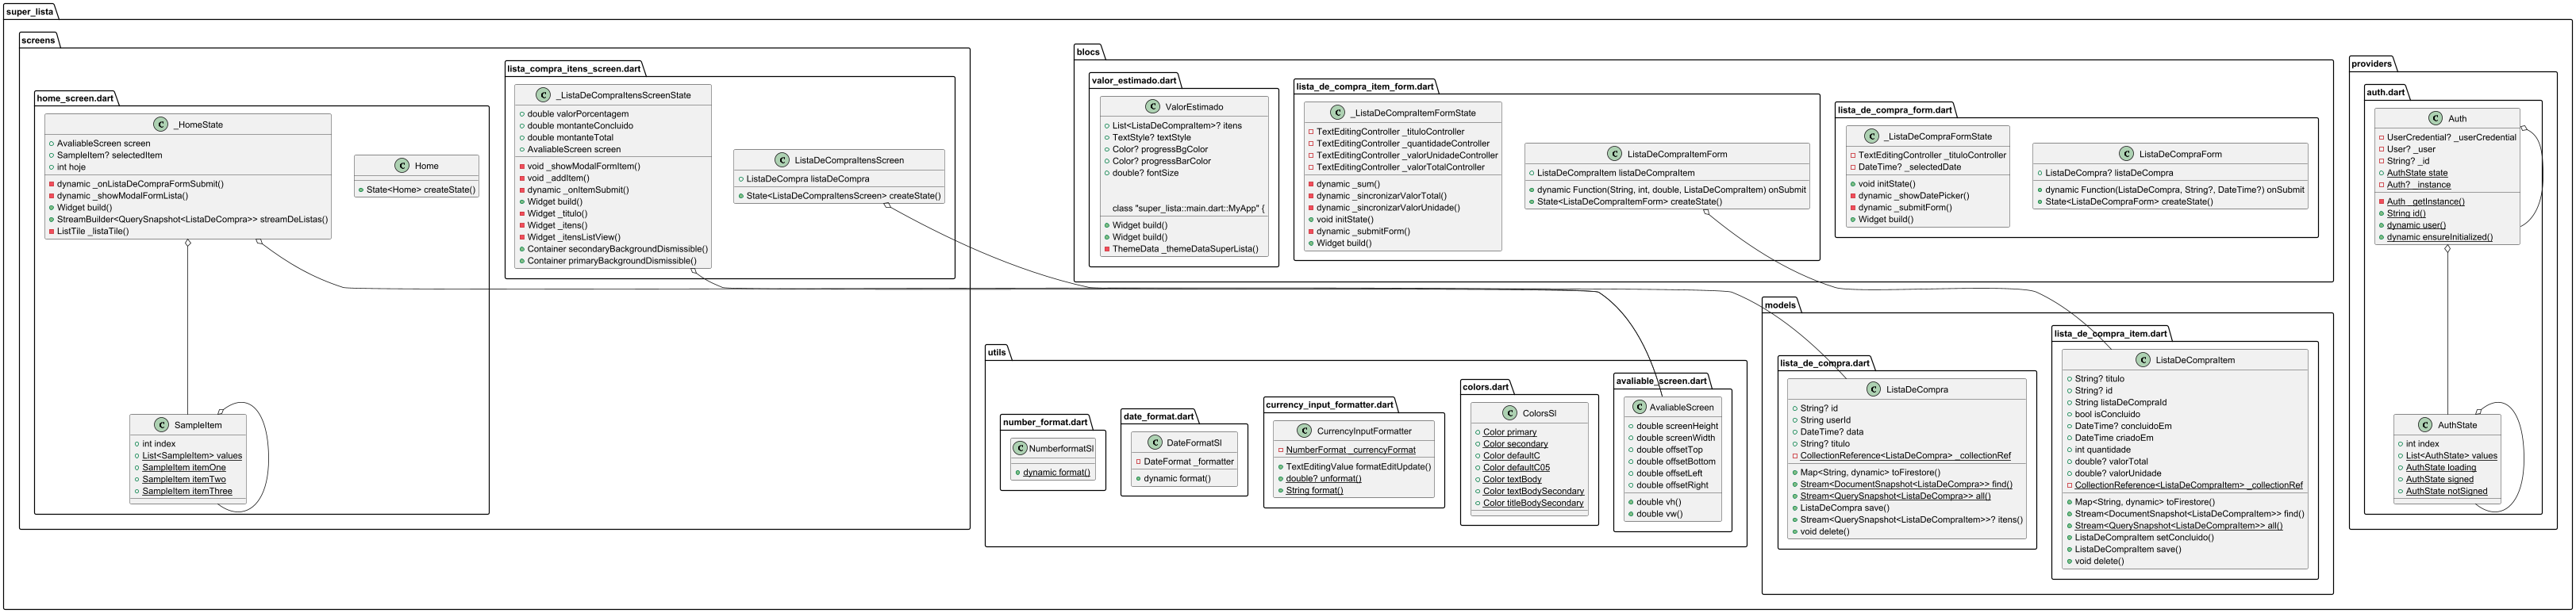 super_lista
screens
home_screen.dart
C _HomeState
AvaliableScreen screen
SampleItem? selectedItem
int hoje
dynamic _onListaDeCompraFormSubmit()
dynamic _showModalFormLista()
Widget build()
StreamBuilder<QuerySnapshot<ListaDeCompra>> streamDeListas()
ListTile _listaTile()
C Home
State<Home> createState()
C SampleItem
int index
List<SampleItem> values
SampleItem itemOne
SampleItem itemTwo
SampleItem itemThree
lista_compra_itens_screen.dart
C _ListaDeCompraItensScreenState
double valorPorcentagem
double montanteConcluido
double montanteTotal
AvaliableScreen screen
void _showModalFormItem()
void _addItem()
dynamic _onItemSubmit()
Widget build()
Widget _titulo()
Widget _itens()
Widget _itensListView()
Container secondaryBackgroundDismissible()
Container primaryBackgroundDismissible()
C ListaDeCompraItensScreen
ListaDeCompra listaDeCompra
State<ListaDeCompraItensScreen> createState()
blocs
valor_estimado.dart
C ValorEstimado
List<ListaDeCompraItem>? itens
TextStyle? textStyle
Color? progressBgColor
Color? progressBarColor
double? fontSize
class "super_lista::main.dart::MyApp" {
Widget build()
Widget build()
ThemeData _themeDataSuperLista()
lista_de_compra_item_form.dart
C _ListaDeCompraItemFormState
TextEditingController _tituloController
TextEditingController _quantidadeController
TextEditingController _valorUnidadeController
TextEditingController _valorTotalController
dynamic _sum()
dynamic _sincronizarValorTotal()
dynamic _sincronizarValorUnidade()
void initState()
dynamic _submitForm()
Widget build()
C ListaDeCompraItemForm
ListaDeCompraItem listaDeCompraItem
dynamic Function(String, int, double, ListaDeCompraItem) onSubmit
State<ListaDeCompraItemForm> createState()
lista_de_compra_form.dart
C _ListaDeCompraFormState
TextEditingController _tituloController
DateTime? _selectedDate
void initState()
dynamic _showDatePicker()
dynamic _submitForm()
Widget build()
C ListaDeCompraForm
ListaDeCompra? listaDeCompra
dynamic Function(ListaDeCompra, String?, DateTime?) onSubmit
State<ListaDeCompraForm> createState()
providers
auth.dart
C Auth
UserCredential? _userCredential
User? _user
String? _id
AuthState state
Auth? _instance
Auth _getInstance()
String id()
dynamic user()
dynamic ensureInitialized()
C AuthState
int index
List<AuthState> values
AuthState loading
AuthState signed
AuthState notSigned
utils
number_format.dart
C NumberformatSl
dynamic format()
date_format.dart
C DateFormatSl
DateFormat _formatter
dynamic format()
currency_input_formatter.dart
C CurrencyInputFormatter
NumberFormat _currencyFormat
TextEditingValue formatEditUpdate()
double? unformat()
String format()
colors.dart
C ColorsSl
Color primary
Color secondary
Color defaultC
Color defaultC05
Color textBody
Color textBodySecondary
Color titleBodySecondary
avaliable_screen.dart
C AvaliableScreen
double screenHeight
double screenWidth
double offsetTop
double offsetBottom
double offsetLeft
double offsetRight
double vh()
double vw()
models
lista_de_compra.dart
C ListaDeCompra
String? id
String userId
DateTime? data
String? titulo
CollectionReference<ListaDeCompra> _collectionRef
Map<String, dynamic> toFirestore()
Stream<DocumentSnapshot<ListaDeCompra>> find()
Stream<QuerySnapshot<ListaDeCompra>> all()
ListaDeCompra save()
Stream<QuerySnapshot<ListaDeCompraItem>>? itens()
void delete()
lista_de_compra_item.dart
C ListaDeCompraItem
String? titulo
String? id
String listaDeCompraId
bool isConcluido
DateTime? concluidoEm
DateTime criadoEm
int quantidade
double? valorTotal
double? valorUnidade
CollectionReference<ListaDeCompraItem> _collectionRef
Map<String, dynamic> toFirestore()
Stream<DocumentSnapshot<ListaDeCompraItem>> find()
Stream<QuerySnapshot<ListaDeCompraItem>> all()
ListaDeCompraItem setConcluido()
ListaDeCompraItem save()
void delete()